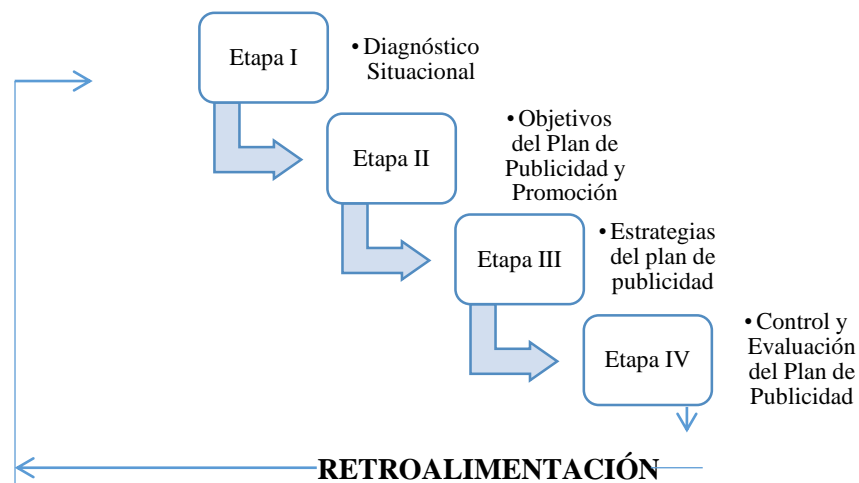 Etapa I
• Diagnóstico
Situacional
Etapa II
• Objetivos
del Plan de
Publicidad y
Promoción
Etapa III
• Estrategias
del plan de
publicidad
Etapa IV
• Control y
Evaluación
del Plan de
Publicidad
RETROALIMENTACIÓN